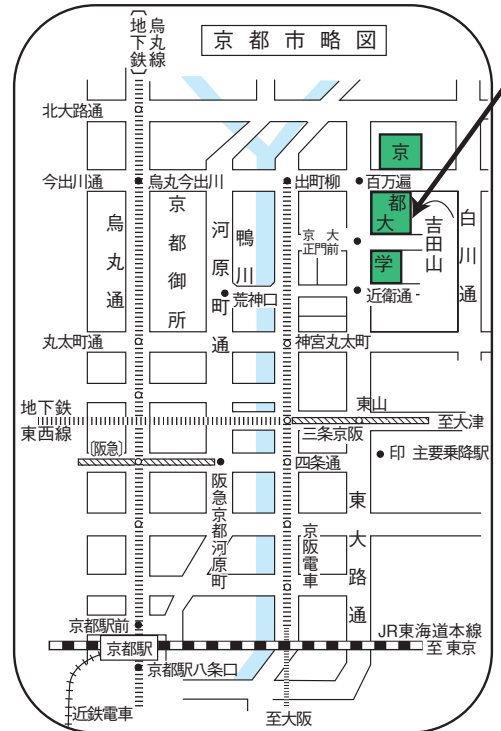 京都市略図
地下鉄
烏丸線
北大路通
今出川通
烏丸今出川
出町柳
百万遍
京
都
大
学
烏丸通
京都御所
河原町通
鴨川
京大
正門前
吉田山
白川通
荒神口
近衛通
丸太町通
神宮丸太町
地下鉄
東西線
東山
至大津
三条京阪
〔阪急〕
四条通
●印 主要乗降駅
阪急京都河原町
京阪電車
東大路通
京都駅前
京都駅
JR東海道本線
至 東京
京都駅八条口
近鉄電車
至大阪